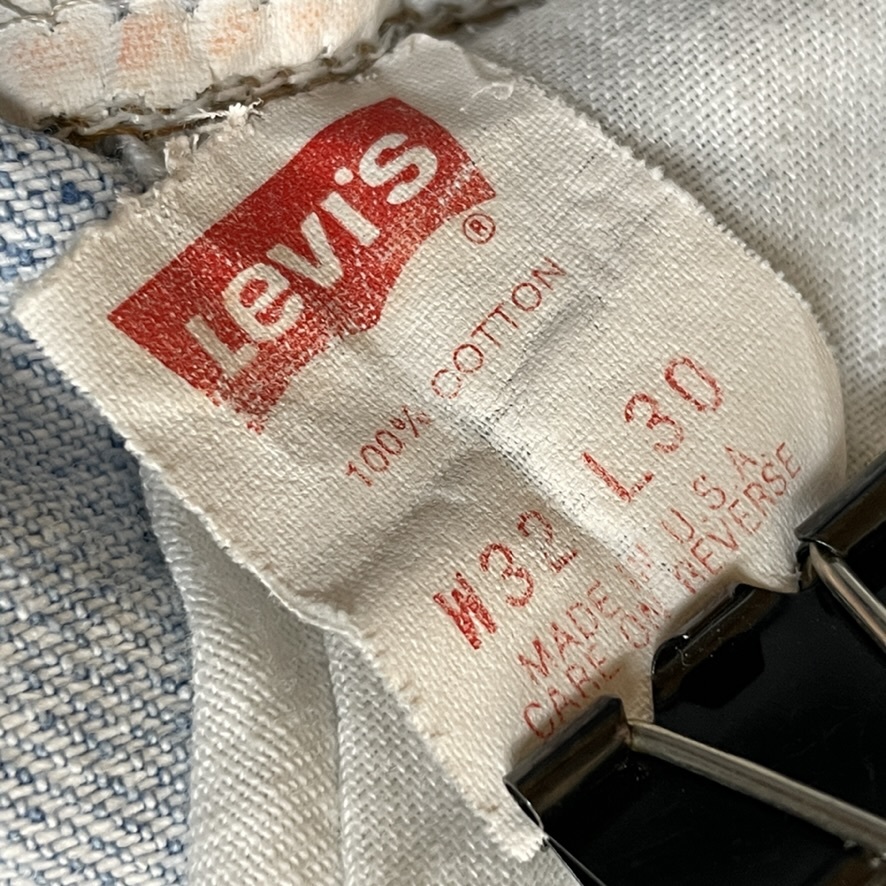 Levi's ®
100% COTTON
W32 L30
MADE IN U.S.A.
CARE ON REVERSE